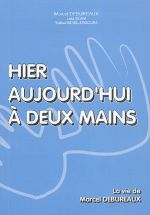 HIER
AUJOURD'HUI
À DEUX MAINS
La vie de
Marcel DEBUREAUX